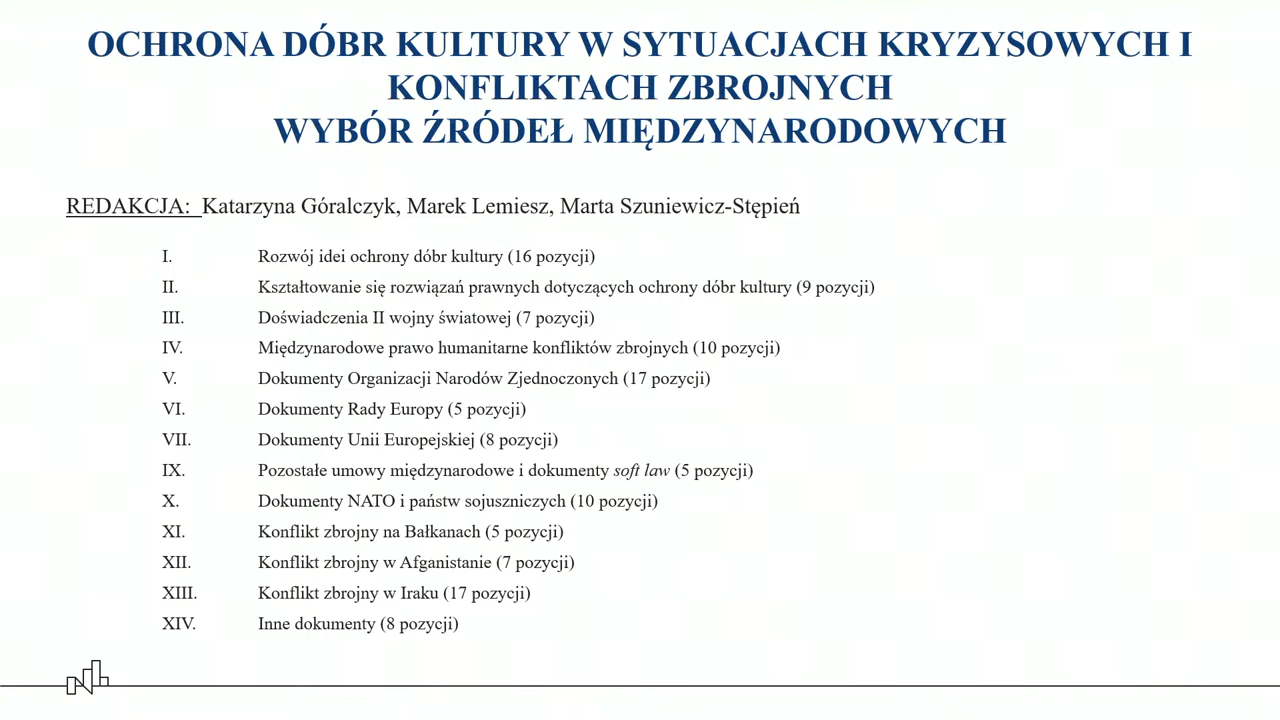 OCHRONA DÓBR KULTURY W SYTUACJACH KRYZYSOWYCH I
KONFLIKTACH ZBROJNYCH
WYBÓR ŹRÓDEŁ MIĘDZYNARODOWYCH
REDAKCJA: Katarzyna Góralczyk, Marek Lemiesz, Marta Szuniewicz-Stępień
I. Rozwój idei ochrony dóbr kultury (16 pozycji)
II. Kształtowanie się rozwiązań prawnych dotyczących ochrony dóbr kultury (9 pozycji)
III. Doświadczenia II wojny światowej (7 pozycji)
IV. Międzynarodowe prawo humanitarne konfliktów zbrojnych (10 pozycji)
V. Dokumenty Organizacji Narodów Zjednoczonych (17 pozycji)
VI. Dokumenty Rady Europy (5 pozycji)
VII. Dokumenty Unii Europejskiej (8 pozycji)
IX. Pozostałe umowy międzynarodowe i dokumenty soft law (5 pozycji)
X. Dokumenty NATO i państw sojuszniczych (10 pozycji)
XI. Konflikt zbrojny na Bałkanach (5 pozycji)
XII. Konflikt zbrojny w Afganistanie (7 pozycji)
XIII. Konflikt zbrojny w Iraku (17 pozycji)
XIV. Inne dokumenty (8 pozycji)